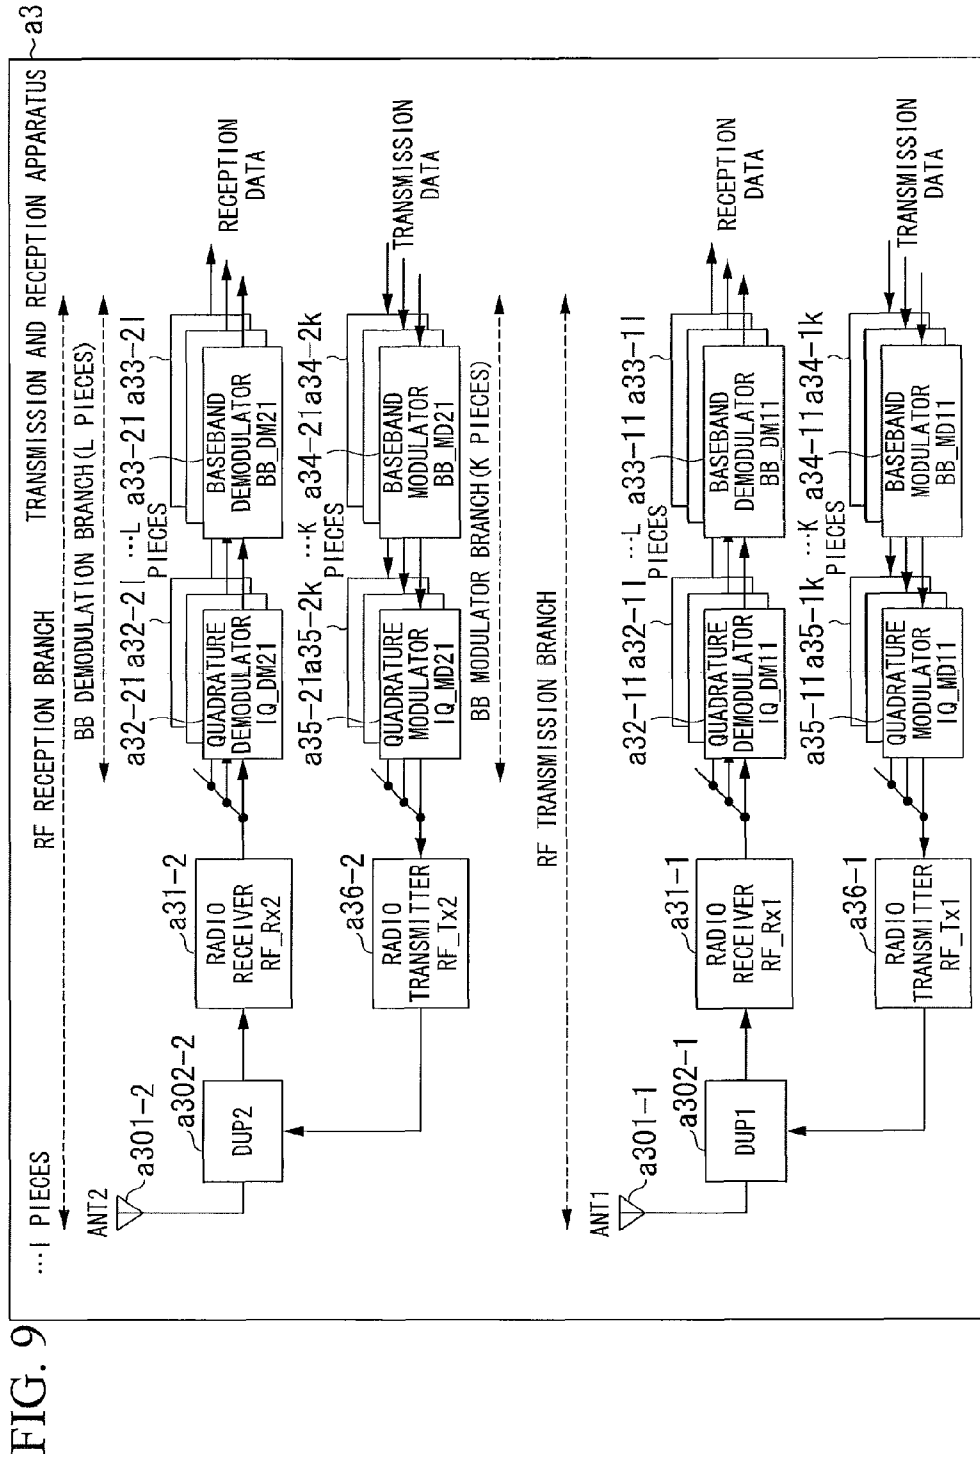 FIG. 9
TRANSMISSION AND RECEPTION APPARATUS
a3
...I PIECES
RF RECEPTION BRANCH
BB DEMODULATION BRANCH(L PIECES)
ANT2
a301-2
a302-2
DUP2
a31-2
RADIO
RECEIVER
RF_Rx2
a32-21
a32-2l
...L
PIECES
QUADRATURE
DEMODULATOR
IQ_DM21
a33-21
a33-2l
BASEBAND
DEMODULATOR
BB_DM21
RECEPTION
DATA
a36-2
RADIO
TRANSMITTER
RF_Tx2
a35-21
a35-2k
...K
PIECES
QUADRATURE
MODULATOR
IQ_MD21
a34-21
a34-2k
BASEBAND
MODULATOR
BB_MD21
TRANSMISSION
DATA
BB MODULATOR BRANCH(K PIECES)
RF TRANSMISSION BRANCH
ANT1
a301-1
a302-1
DUP1
a31-1
RADIO
RECEIVER
RF_Rx1
a32-11
a32-1l
...L
PIECES
QUADRATURE
DEMODULATOR
IQ_DM11
a33-11
a33-1l
BASEBAND
DEMODULATOR
BB_DM11
RECEPTION
DATA
a36-1
RADIO
TRANSMITTER
RF_Tx1
a35-11
a35-1k
...K
PIECES
QUADRATURE
MODULATOR
IQ_MD11
a34-11
a34-1k
BASEBAND
MODULATOR
BB_MD11
TRANSMISSION
DATA